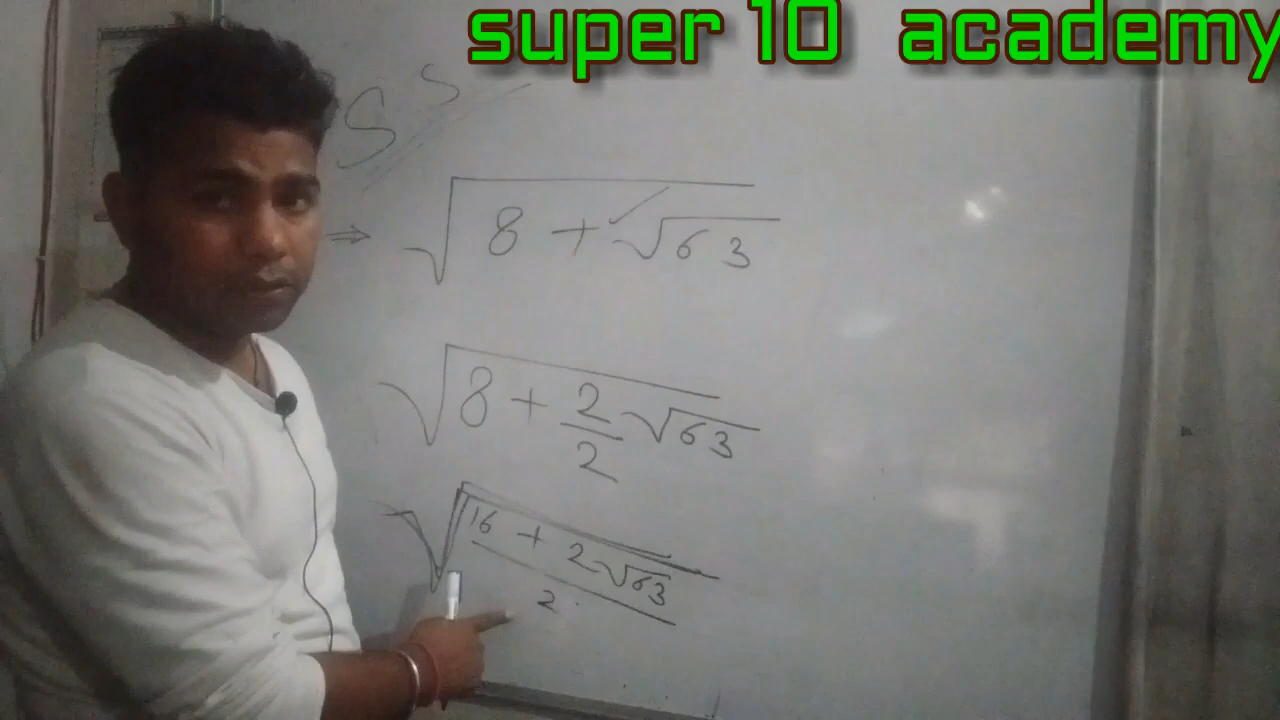 super 10 academy
S S
⇒ √(8 + √63)
√(8 + 2/2 √63)
√((16 + 2√63)/2)